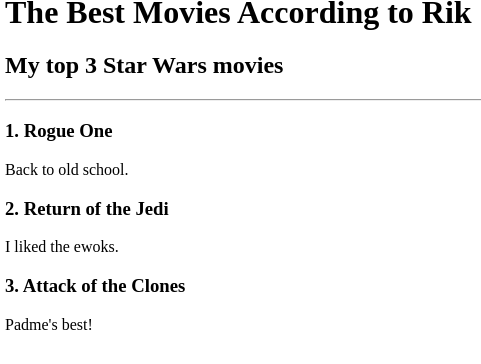 The Best Movies According to Rik
My top 3 Star Wars movies
1. Rogue One
Back to old school.
2. Return of the Jedi
I liked the ewoks.
3. Attack of the Clones
Padme's best!